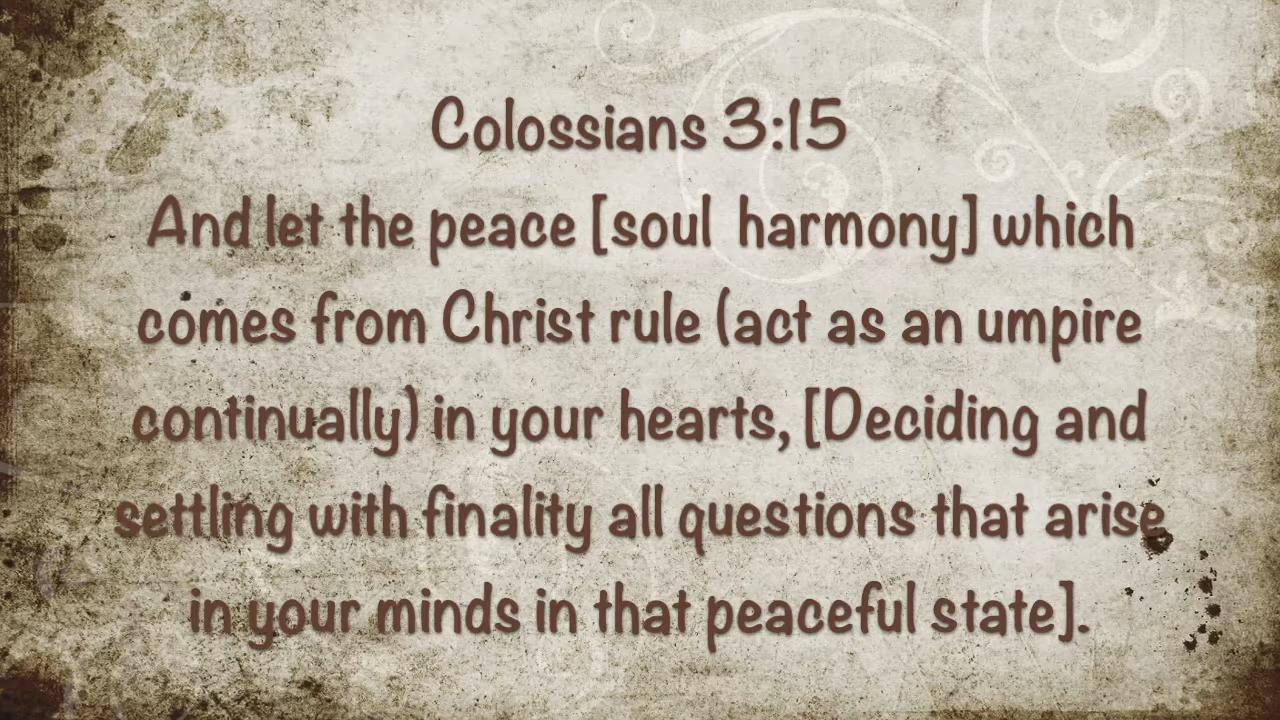 Colossians 3:15
And let the peace [soul  harmony] which
comes from Christ rule (act as an umpire
continually) in your hearts, [Deciding and
settling with finality all questions that arise
in your minds in that peaceful state].